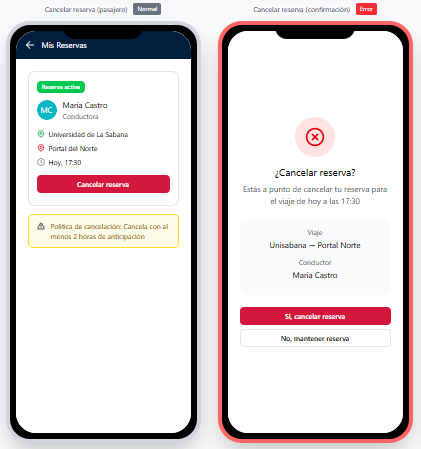 Cancelar reserva (pasajero) Normal
Mis Reservas
Reserva activa
MC
María Castro
Conductora
Universidad de La Sabana
Portal del Norte
Hoy, 17:30
Cancelar reserva
Política de cancelación: Cancela con al
menos 2 horas de anticipación
Cancelar reserva (confirmación) Error
¿Cancelar reserva?
Estás a punto de cancelar tu reserva para
el viaje de hoy a las 17:30
Viaje
Unisabana → Portal Norte
Conductor
María Castro
Sí, cancelar reserva
No, mantener reserva